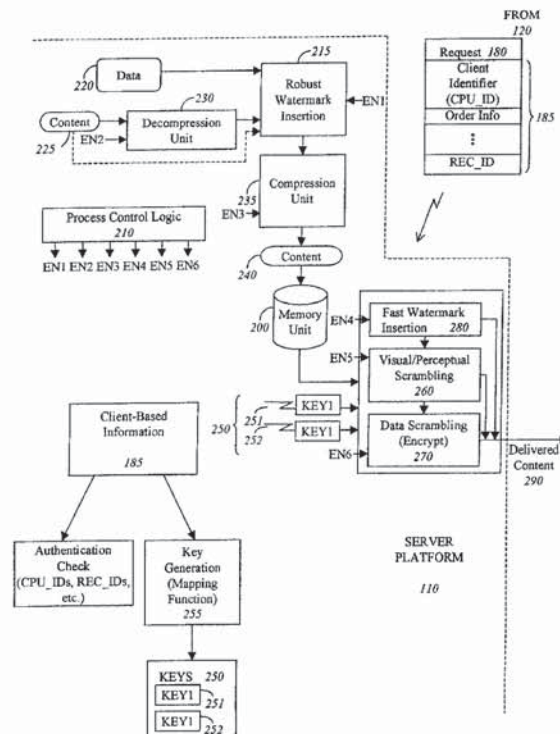 FROM
120
Request 180
Client
Identifier
(CPU_ID)
Order Info
REC_ID
185
215
Data
220
Robust
Watermark
Insertion
EN1
230
Content
225
EN2
Decompression
Unit
235
Compression
Unit
EN3
Process Control Logic
210
EN1 EN2 EN3 EN4 EN5 EN6
Content
240
Memory
Unit
200
EN4
Fast Watermark
Insertion 280
EN5
Visual/Perceptual
Scrambling
260
250
251
KEY1
252
KEY1
Data Scrambling
(Encrypt)
270
EN6
Delivered
Content
290
Client-Based
Information
185
SERVER
PLATFORM
110
Authentication
Check
(CPU_IDs, REC_IDs,
etc.)
Key
Generation
(Mapping
Function)
255
KEYS 250
KEY1
251
KEY1
252